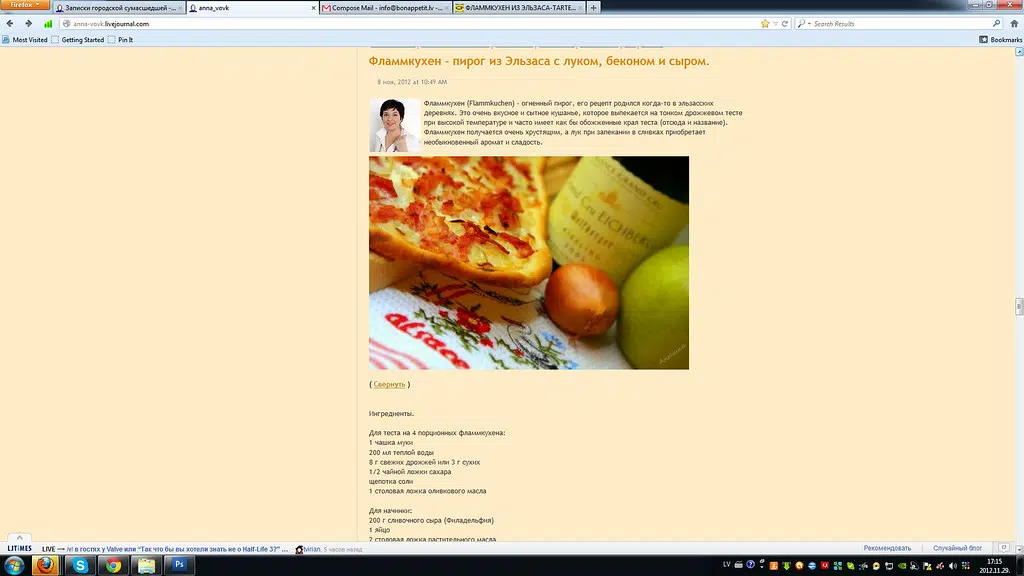 Firefox
Записки городской сумасшедшей -...
anna_vovk
Compose Mail - info@bonappetit.lv -...
ФЛАММКУХЕН ИЗ ЭЛЬЗАСА-TARTE...
anna-vovk.livejournal.com
Search Results
Most Visited
Getting Started
Pin It
Bookmarks
Фламмкухен - пирог из Эльзаса с луком, беконом и сыром.
8 ноя, 2012 at 10:49 AM
Фламмкухен (Flammkuchen) - огненный пирог, его рецепт родился когда-то в эльзасских
деревнях. Это очень вкусное и сытное кушанье, которое выпекается на тонком дрожжевом тесте
при высокой температуре и часто имеет как бы обожженные края теста (отсюда и название).
Фламмкухен получается очень хрустящим, а лук при запекании в сливках приобретает
необыкновенный аромат и сладость.
GRAND CRU
Grand Cru EICHBERG
RIESLING
alsace
( Свернуть )
Ингредиенты.
Для теста на 4 порционных фламмкухена:
1 чашка муки
200 мл теплой воды
8 г свежих дрожжей или 3 г сухих
1/2 чайной ложки сахара
щепотка соли
1 столовая ложка оливкового масла
Для начинки:
200 г сливочного сыра (Филадельфия)
1 яйцо
2 столовая ложка растительного масла
LJTIMES
LIVE
в гостях у Valve или “Так что бы вы хотели знать не о Half-Life 3?” ...
tvirian
5 часов назад
Рекомендовать
Случайный блог
LV
17:15
2012.11.29.